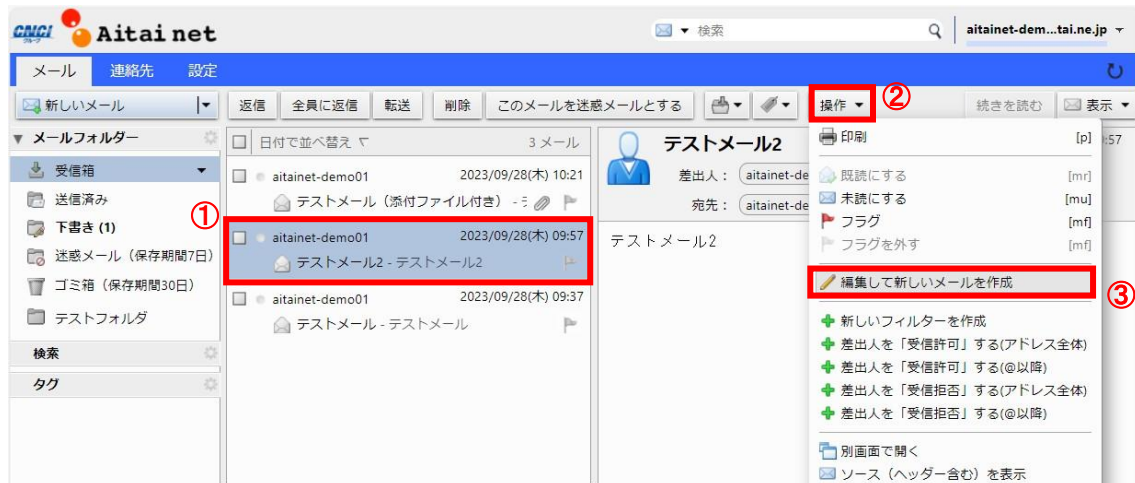 CNCI グループ Aitai net
検索
aitainet-dem...tai.ne.jp
メール 連絡先 設定
新しいメール
返信 全員に返信 転送 削除 このメールを迷惑メールとする 操作 ② 続きを読む 表示
メールフォルダー
受信箱
送信済み
下書き (1)
迷惑メール（保存期間7日）
ゴミ箱（保存期間30日）
テストフォルダ
検索
タグ
日付で並べ替え 3 メール
aitainet-demo01 2023/09/28(木) 10:21
テストメール（添付ファイル付き） -
①
aitainet-demo01 2023/09/28(木) 09:57
テストメール2 - テストメール2
aitainet-demo01 2023/09/28(木) 09:37
テストメール - テストメール
テストメール2
:57
差出人： aitainet-de
宛先： aitainet-de
テストメール2
印刷 [p]
既読にする [mr]
未読にする [mu]
フラグ [mf]
フラグを外す [mf]
編集して新しいメールを作成
③
新しいフィルターを作成
差出人を「受信許可」する(アドレス全体)
差出人を「受信許可」する(@以降)
差出人を「受信拒否」する(アドレス全体)
差出人を「受信拒否」する(@以降)
別画面で開く
ソース（ヘッダー含む）を表示